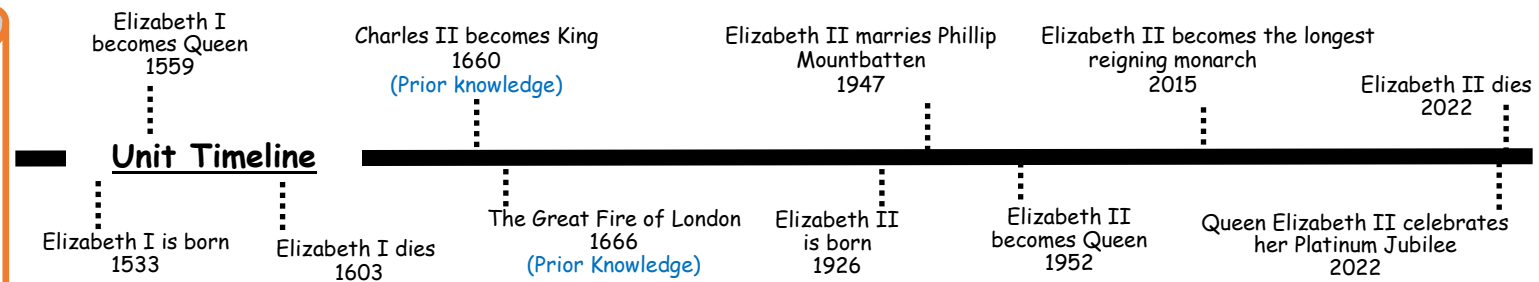 Elizabeth I
becomes Queen
1559
Charles II becomes King
1660
(Prior knowledge)
Elizabeth II marries Phillip
Mountbatten
1947
Elizabeth II becomes the longest
reigning monarch
2015
Elizabeth II dies
2022
Unit Timeline
Elizabeth I is born
1533
Elizabeth I dies
1603
The Great Fire of London
1666
(Prior Knowledge)
Elizabeth II
is born
1926
Elizabeth II
becomes Queen
1952
Queen Elizabeth II celebrates
her Platinum Jubilee
2022